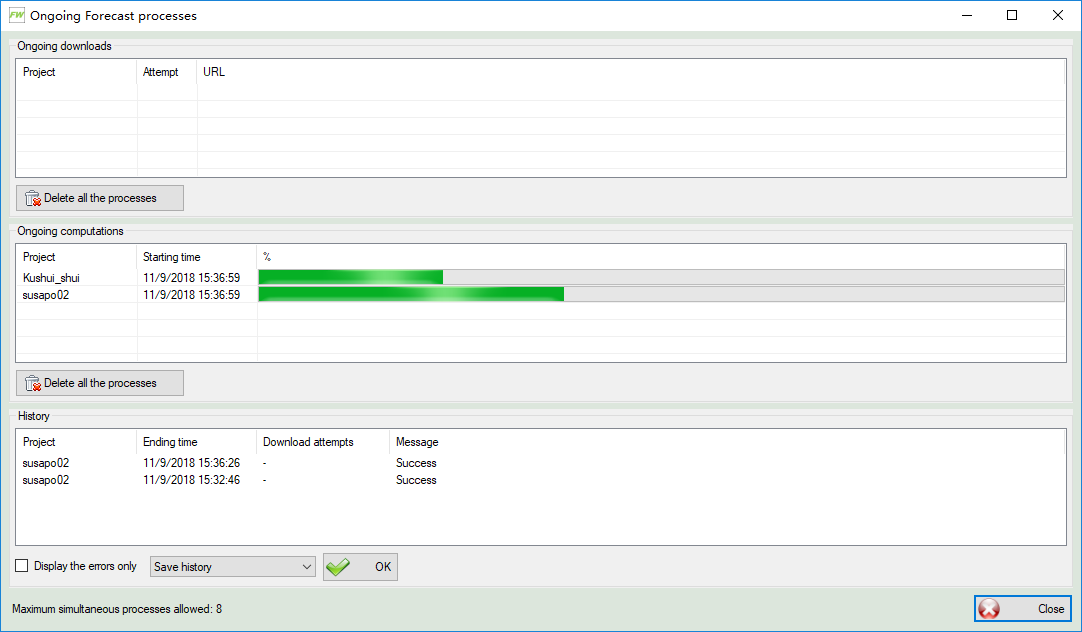 FW Ongoing Forecast processes
Ongoing downloads
Project Attempt URL
Delete all the processes
Ongoing computations
Project Starting time %
Kushui_shui 11/9/2018 15:36:59
susapo02 11/9/2018 15:36:59
Delete all the processes
History
Project Ending time Download attempts Message
susapo02 11/9/2018 15:36:26 - Success
susapo02 11/9/2018 15:32:46 - Success
Display the errors only Save history OK
Maximum simultaneous processes allowed: 8 Close